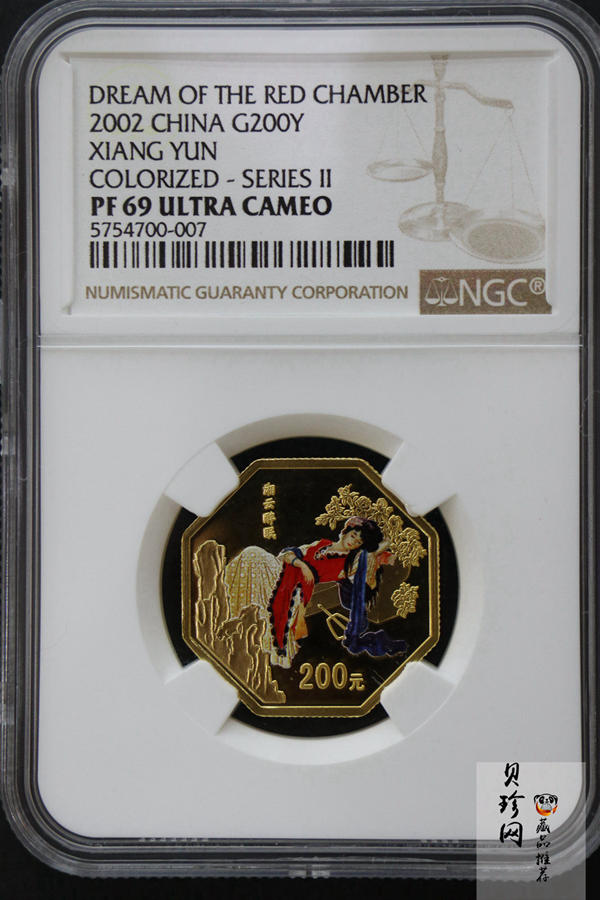 DREAM OF THE RED CHAMBER
2002 CHINA G200Y
XIANG YUN
COLORIZED - SERIES II
PF 69 ULTRA CAMEO
5754700-007
NUMISMATIC GUARANTY CORPORATION
NGC®
湘云醉眠
200元
贝珍网
藏品推荐